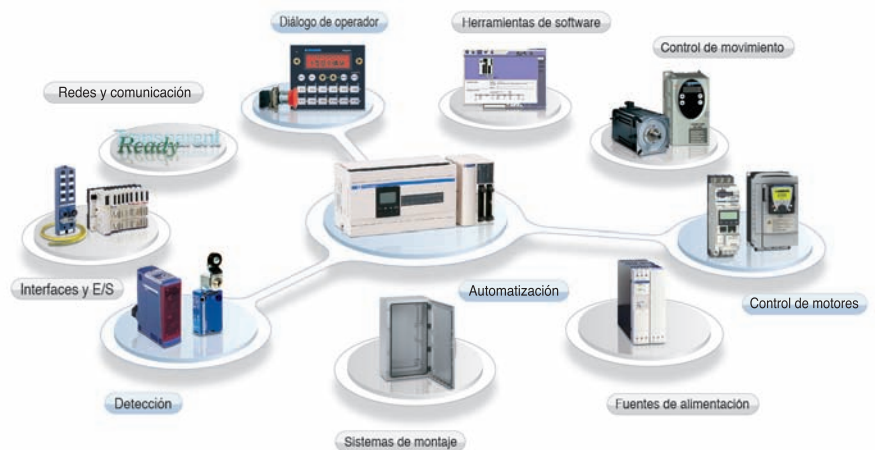 Diálogo de operador
Herramientas de software
Control de movimiento
Redes y comunicación
Transparent
Ready
Interfaces y E/S
Automatización
Control de motores
Detección
Fuentes de alimentación
Sistemas de montaje